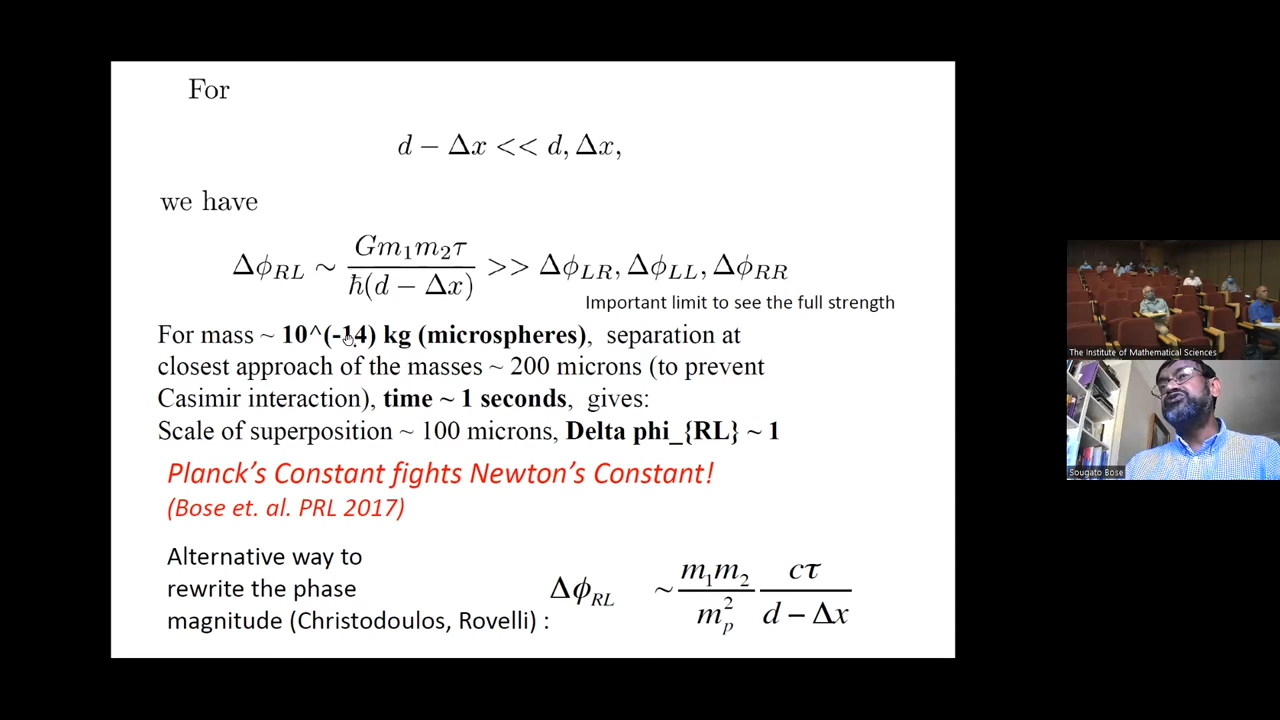 For
d − Δx << d, Δx,
we have
Δϕ_RL ∼ Gm₁m₂τ / ħ(d − Δx) >> Δϕ_LR, Δϕ_LL, Δϕ_RR
Important limit to see the full strength
For mass ~ 10^(-14) kg (microspheres), separation at
closest approach of the masses ~ 200 microns (to prevent
Casimir interaction), time ~ 1 seconds, gives:
Scale of superposition ~ 100 microns, Delta phi_{RL} ~ 1
Planck's Constant fights Newton's Constant!
(Bose et. al. PRL 2017)
Alternative way to
rewrite the phase
magnitude (Christodoulos, Rovelli) :
Δϕ_RL ~ m₁m₂ / m_p² cτ / d − Δx
The Institute of Mathematical Sciences
Sougato Bose